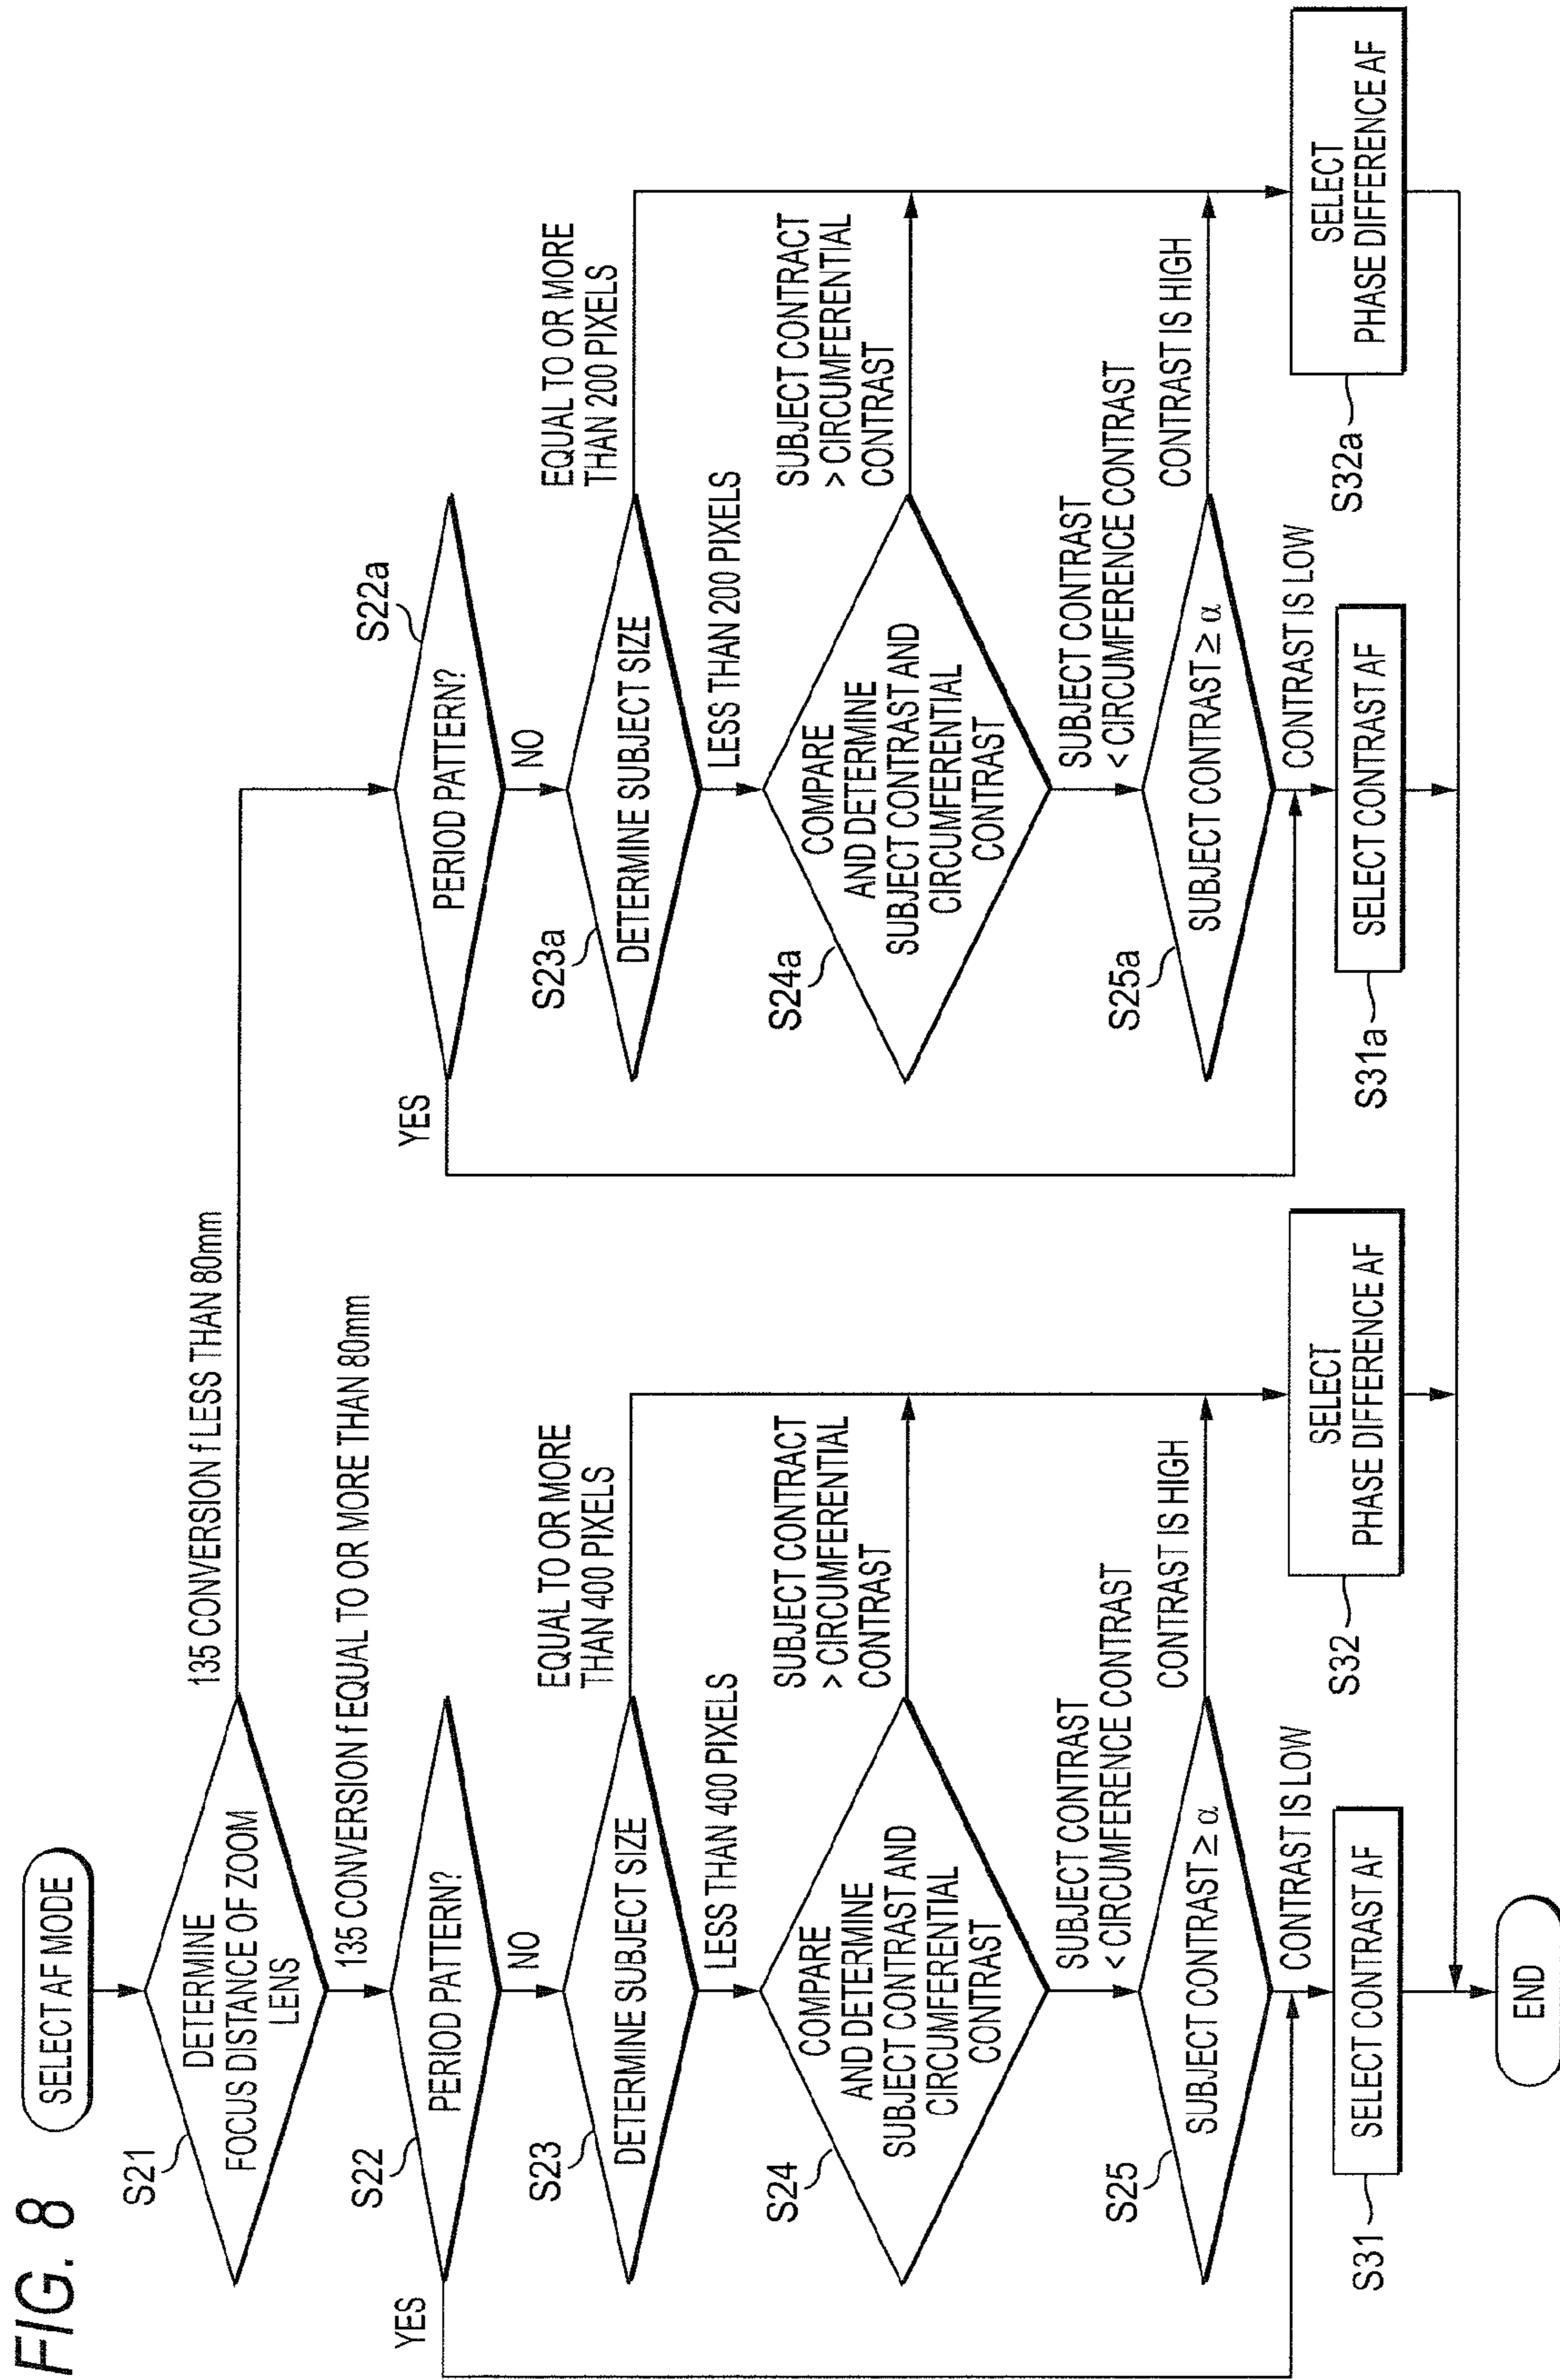 FIG. 8
SELECT AF MODE
S21
DETERMINE
FOCUS DISTANCE OF ZOOM
LENS
135 CONVERSION f LESS THAN 80mm
135 CONVERSION f EQUAL TO OR MORE THAN 80mm
S22
PERIOD PATTERN?
YES
NO
S23
DETERMINE SUBJECT SIZE
EQUAL TO OR MORE
THAN 400 PIXELS
LESS THAN 400 PIXELS
S24
COMPARE
AND DETERMINE
SUBJECT CONTRAST AND
CIRCUMFERENTIAL
CONTRAST
SUBJECT CONTRACT
> CIRCUMFERENTIAL
CONTRAST
SUBJECT CONTRAST
< CIRCUMFERENCE CONTRAST
S25
SUBJECT CONTRAST ≥ α
CONTRAST IS HIGH
CONTRAST IS LOW
S31
SELECT CONTRAST AF
S32
SELECT
PHASE DIFFERENCE AF
S22a
PERIOD PATTERN?
YES
NO
S23a
DETERMINE SUBJECT SIZE
EQUAL TO OR MORE
THAN 200 PIXELS
LESS THAN 200 PIXELS
S24a
COMPARE
AND DETERMINE
SUBJECT CONTRAST AND
CIRCUMFERENTIAL
CONTRAST
SUBJECT CONTRACT
> CIRCUMFERENTIAL
CONTRAST
SUBJECT CONTRAST
< CIRCUMFERENCE CONTRAST
S25a
SUBJECT CONTRAST ≥ α
CONTRAST IS HIGH
CONTRAST IS LOW
S31a
SELECT CONTRAST AF
S32a
SELECT
PHASE DIFFERENCE AF
END